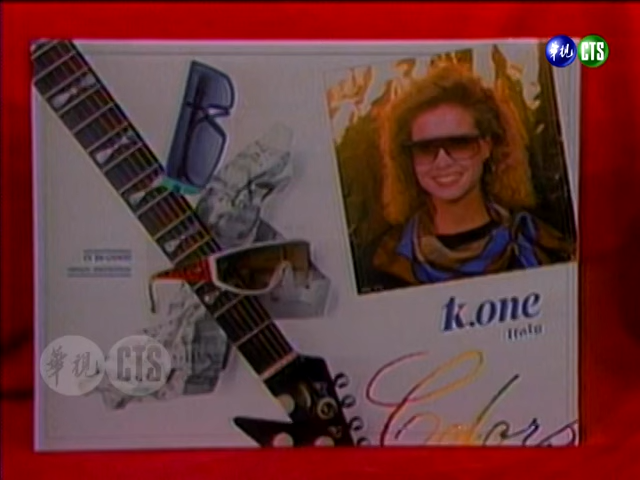 華視 CTS
k.one
Italy
Colors
華視 CTS